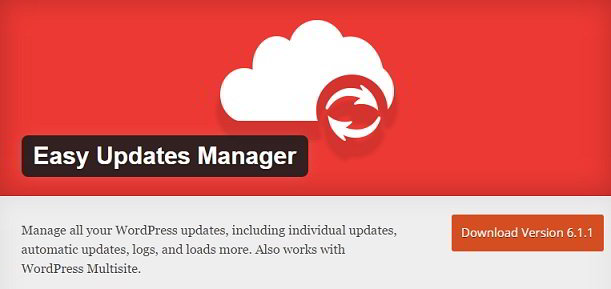 Easy Updates Manager
Manage all your WordPress updates, including individual updates,
automatic updates, logs, and loads more. Also works with
WordPress Multisite.
Download Version 6.1.1